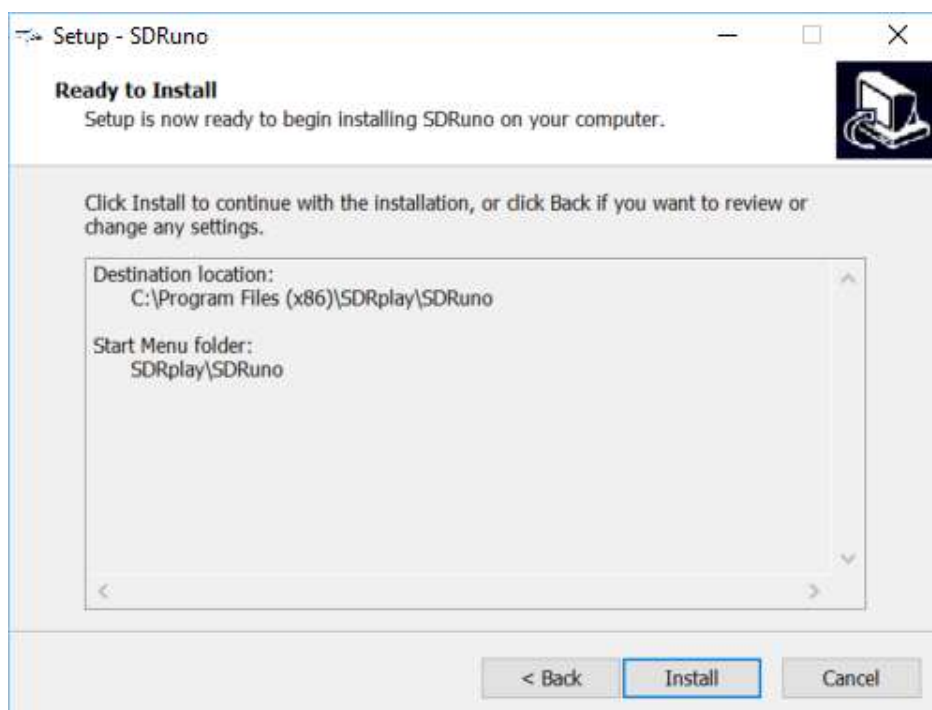 Setup - SDRuno
Ready to Install
Setup is now ready to begin installing SDRuno on your computer.
Click Install to continue with the installation, or click Back if you want to review or
change any settings.
Destination location:
C:\Program Files (x86)\SDRplay\SDRuno
Start Menu folder:
SDRplay\SDRuno
< Back
Install
Cancel